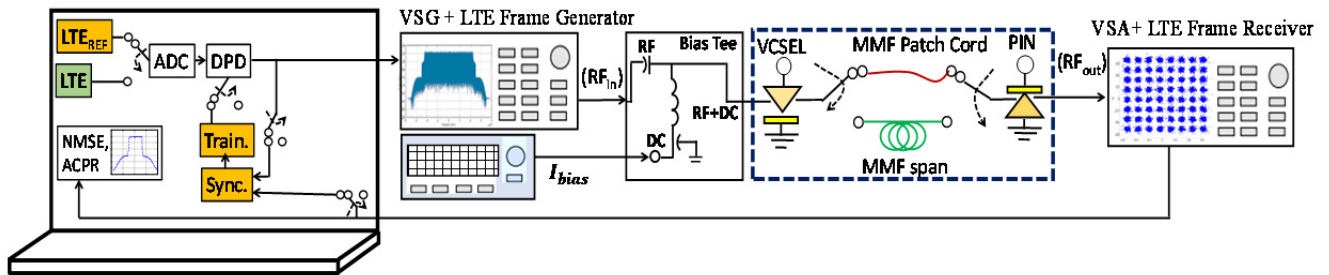 LTE_REF
LTE
ADC
DPD
NMSE,
ACPR
Train.
Sync.
VSG + LTE Frame Generator
(RF_in)
I_bias
RF
Bias Tee
DC
RF+DC
VCSEL
MMF Patch Cord
PIN
MMF span
(RF_out)
VSA+ LTE Frame Receiver